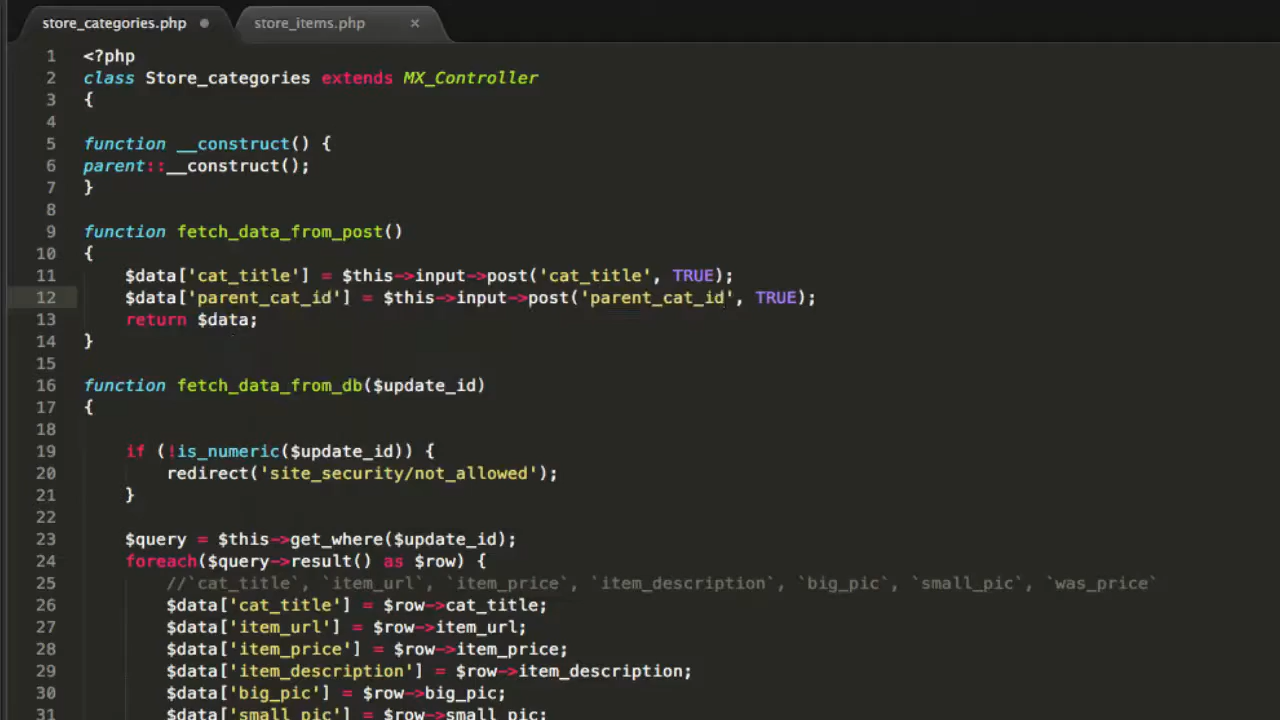 store_categories.php
store_items.php ×
1 <?php
2 class Store_categories extends MX_Controller
3 {
4
5 function __construct() {
6 parent::__construct();
7 }
8
9 function fetch_data_from_post()
10 {
11 $data['cat_title'] = $this->input->post('cat_title', TRUE);
12 $data['parent_cat_id'] = $this->input->post('parent_cat_id', TRUE);
13 return $data;
14 }
15
16 function fetch_data_from_db($update_id)
17 {
18
19 if (!is_numeric($update_id)) {
20 redirect('site_security/not_allowed');
21 }
22
23 $query = $this->get_where($update_id);
24 foreach($query->result() as $row) {
25 //`cat_title`, `item_url`, `item_price`, `item_description`, `big_pic`, `small_pic`, `was_price`
26 $data['cat_title'] = $row->cat_title;
27 $data['item_url'] = $row->item_url;
28 $data['item_price'] = $row->item_price;
29 $data['item_description'] = $row->item_description;
30 $data['big_pic'] = $row->big_pic;
31 $data['small_pic'] = $row->small_pic;